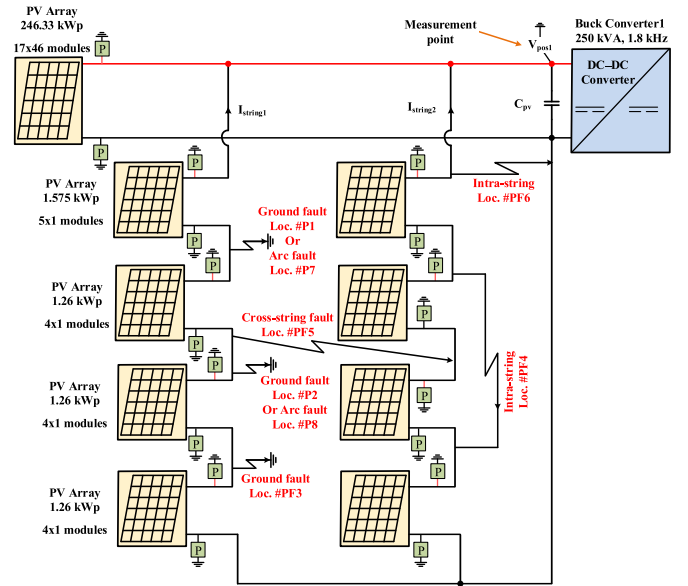 PV Array
246.33 kWp
17x46 modules
P
P
Measurement
point
V_pos1
Buck Converter1
250 kVA, 1.8 kHz
DC–DC
Converter
C_pv
I_string1
I_string2
PV Array
1.575 kWp
5x1 modules
P
P
P
P
Ground fault
Loc. #P1
Or
Arc fault
Loc. #P7
Intra-string
Loc. #PF6
PV Array
1.26 kWp
4x1 modules
P
P
P
P
Cross-string fault
Loc. #PF5
Intra-string
Loc. #PF4
PV Array
1.26 kWp
4x1 modules
P
P
P
P
Ground fault
Loc. #P2
Or Arc fault
Loc. #P8
Ground fault
Loc. #PF3
PV Array
1.26 kWp
4x1 modules
P
P
P
P